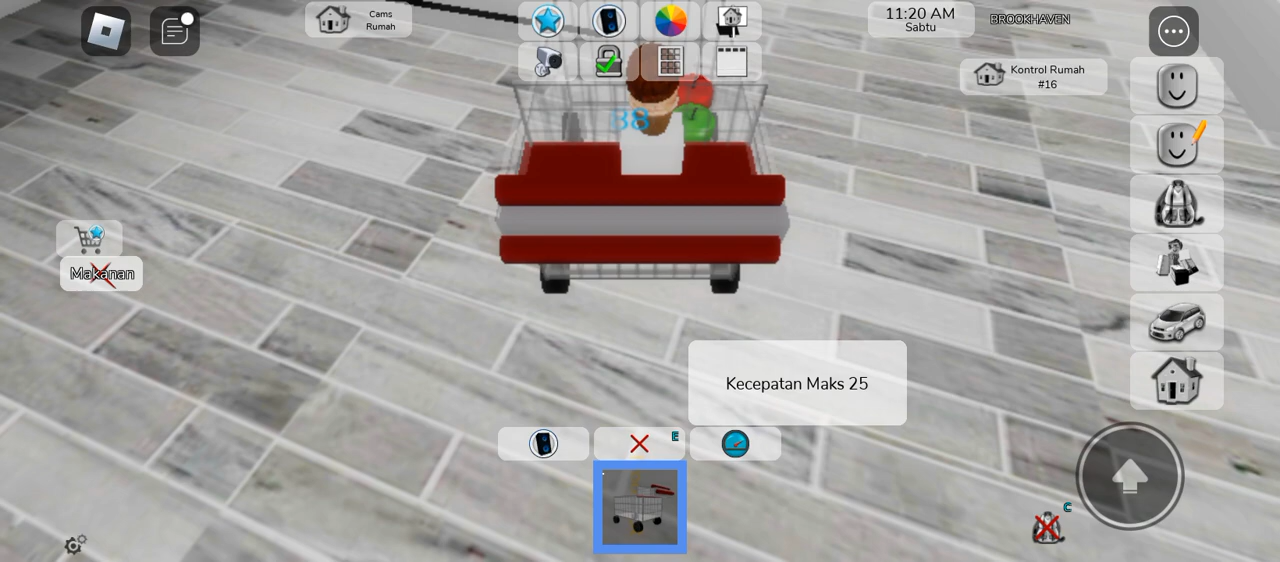 Cams
Rumah
11:20 AM
Sabtu
BROOKHAVEN
Kontrol Rumah
#16
Makanan
Kecepatan Maks 25
E
C